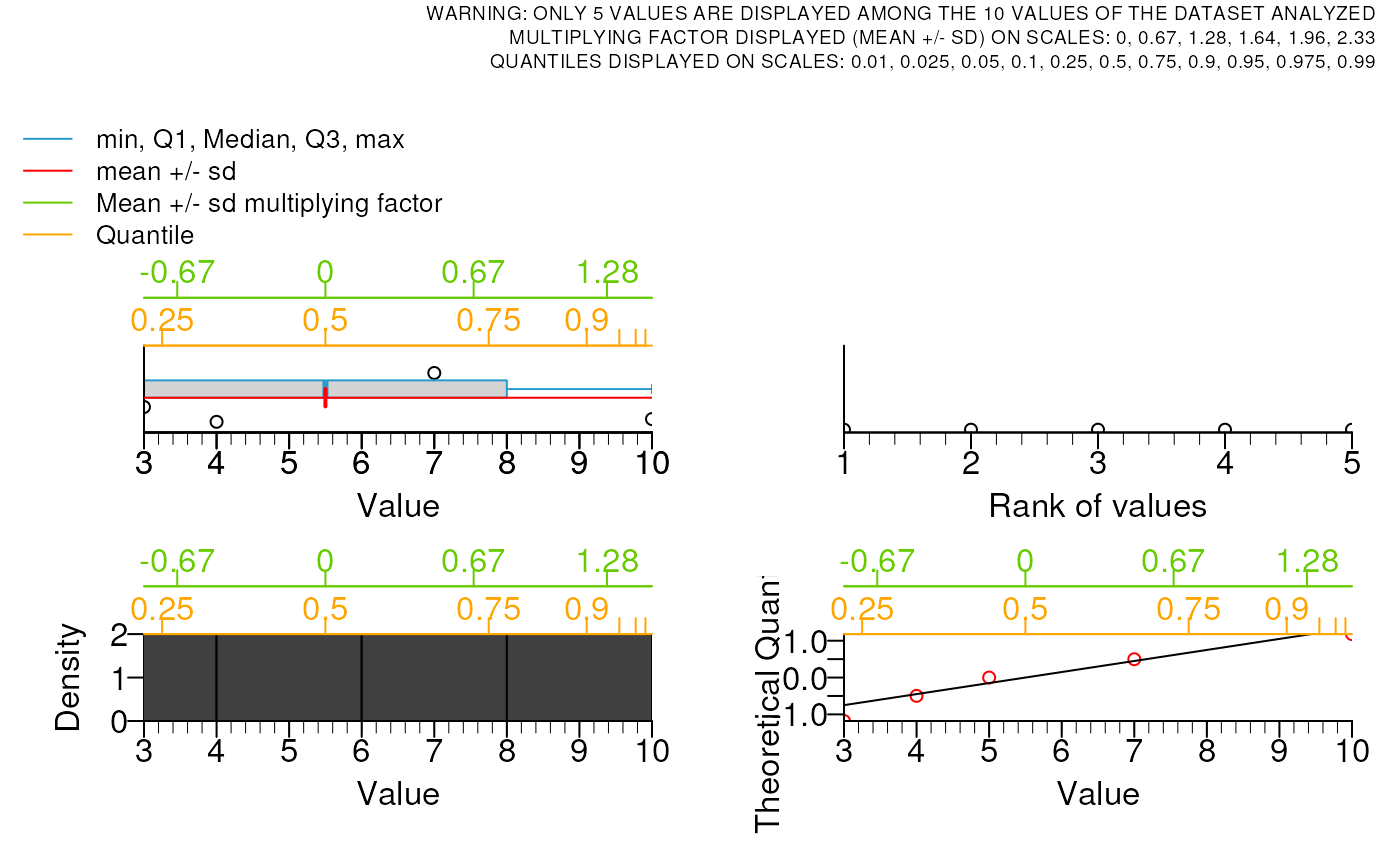 WARNING: ONLY 5 VALUES ARE DISPLAYED AMONG THE 10 VALUES OF THE DATASET ANALYZED
MULTIPLYING FACTOR DISPLAYED (MEAN +/- SD) ON SCALES: 0, 0.67, 1.28, 1.64, 1.96, 2.33
QUANTILES DISPLAYED ON SCALES: 0.01, 0.025, 0.05, 0.1, 0.25, 0.5, 0.75, 0.9, 0.95, 0.975, 0.99
min, Q1, Median, Q3, max
mean +/- sd
Mean +/- sd multiplying factor
Quantile
-0.67 0 0.67 1.28
0.25 0.5 0.75 0.9
3 4 5 6 7 8 9 10
Value
1 2 3 4 5
Rank of values
-0.67 0 0.67 1.28
0.25 0.5 0.75 0.9
Density
2
1
0
3 4 5 6 7 8 9 10
Value
-0.67 0 0.67 1.28
0.25 0.5 0.75 0.9
Theoretical Quan
1.0
0.0
1.0
3 4 5 6 7 8 9 10
Value